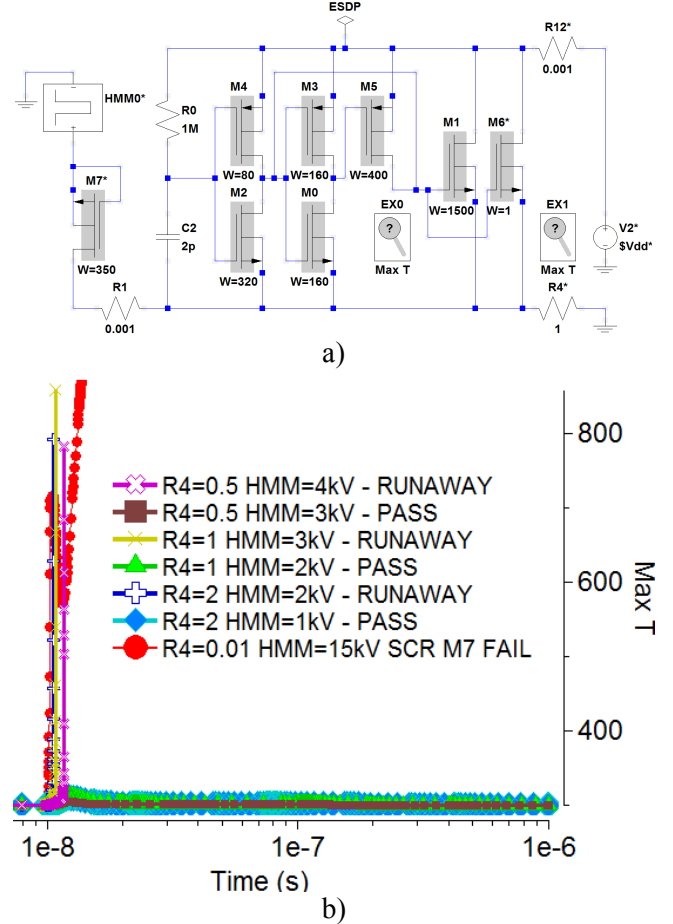 ESDP
R12*
0.001
HMM0*
R0
1M
M4
M3
M5
M1
M6*
W=80
W=160
W=400
W=1500
W=1
M7*
W=350
C2
2p
M2
M0
W=320
W=160
EX0
?
Max T
EX1
?
Max T
V2*
$Vdd*
R1
0.001
R4*
1
a)
R4=0.5 HMM=4kV - RUNAWAY
R4=0.5 HMM=3kV - PASS
R4=1 HMM=3kV - RUNAWAY
R4=1 HMM=2kV - PASS
R4=2 HMM=2kV - RUNAWAY
R4=2 HMM=1kV - PASS
R4=0.01 HMM=15kV SCR M7 FAIL
800
600
400
Max T
1e-8
1e-7
1e-6
Time (s)
b)